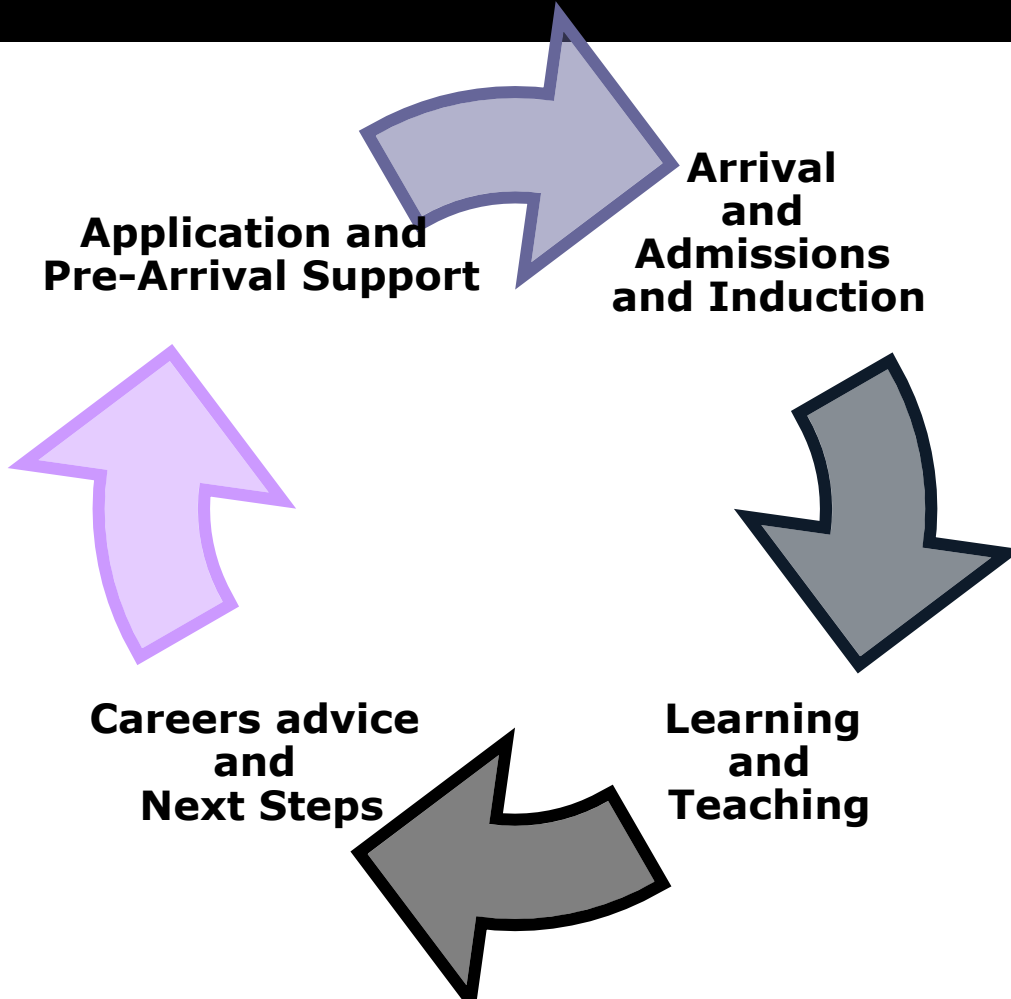 Application and
Pre-Arrival Support
Arrival
and
Admissions
and Induction
Learning
and
Teaching
Careers advice
and
Next Steps